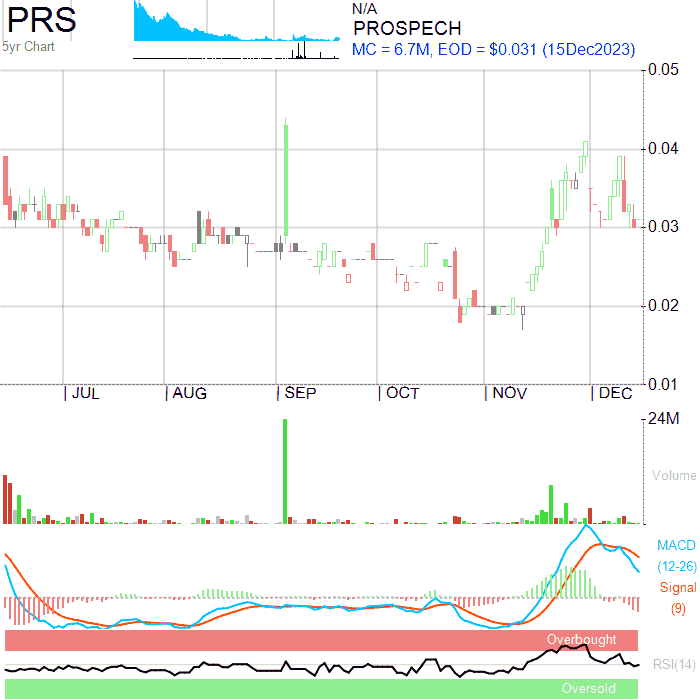 PRS
5yr Chart
N/A
PROSPECH
MC = 6.7M, EOD = $0.031 (15Dec2023)
0.05
0.04
0.03
0.02
0.01
JUL AUG SEP OCT NOV DEC
24M
Volume
MACD
(12-26)
Signal
(9)
Overbought
RSI(14)
Oversold